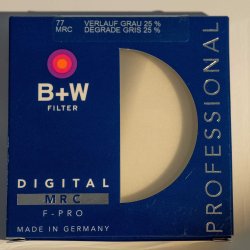 77 VERLAUF GRAU 25 %
MRC DEGRADE GRIS 25 %
B+W
FILTER
PROFESSIONAL
DIGITAL
MRC
F-PRO
MADE IN GERMANY